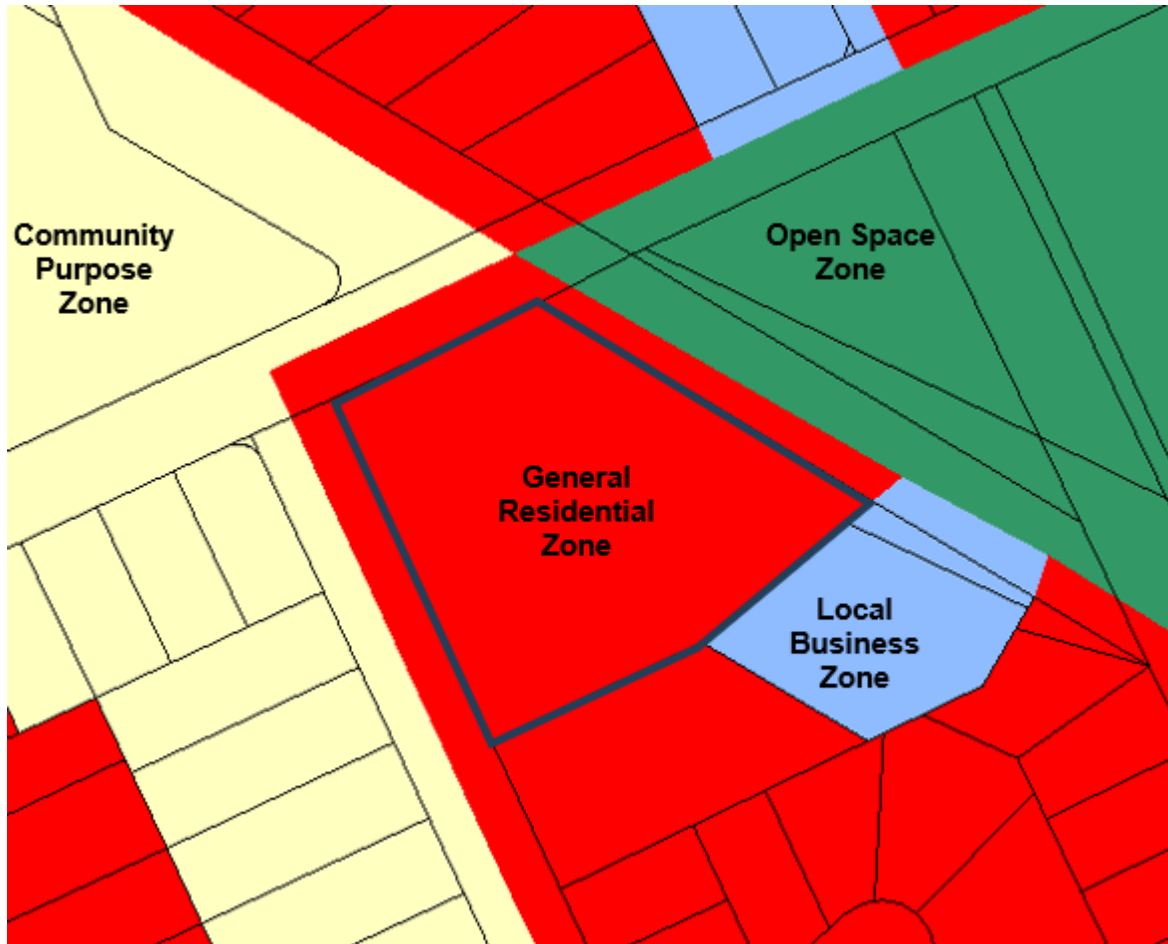 Community
Purpose
Zone
Open Space
Zone
General
Residential
Zone
Local
Business
Zone